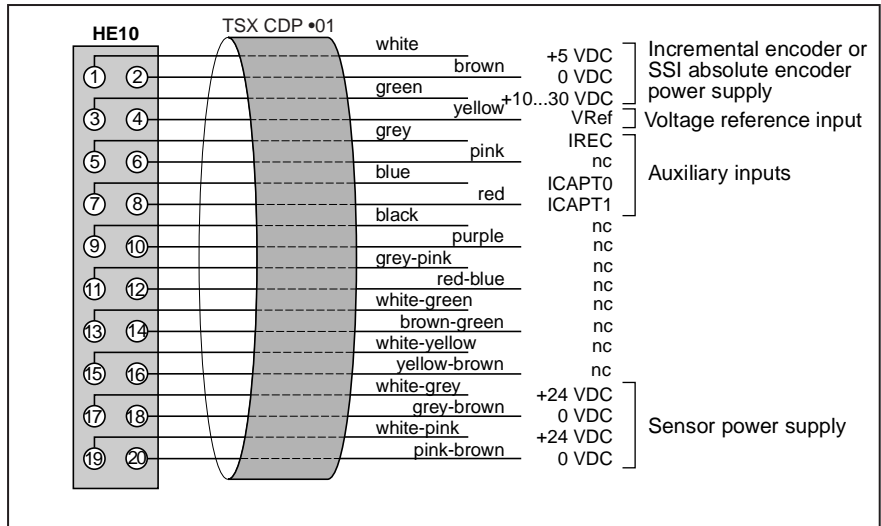 HE10 TSX CDP •01
1 white +5 VDC
2 brown 0 VDC
3 green +10...30 VDC
4 yellow VRef
5 grey IREC
6 pink nc
7 blue ICAPT0
8 red ICAPT1
9 black nc
10 purple nc
11 grey-pink nc
12 red-blue nc
13 white-green nc
14 brown-green nc
15 white-yellow nc
16 yellow-brown nc
17 white-grey +24 VDC
18 grey-brown 0 VDC
19 white-pink +24 VDC
20 pink-brown 0 VDC
Incremental encoder or
SSI absolute encoder
power supply
Voltage reference input
Auxiliary inputs
Sensor power supply